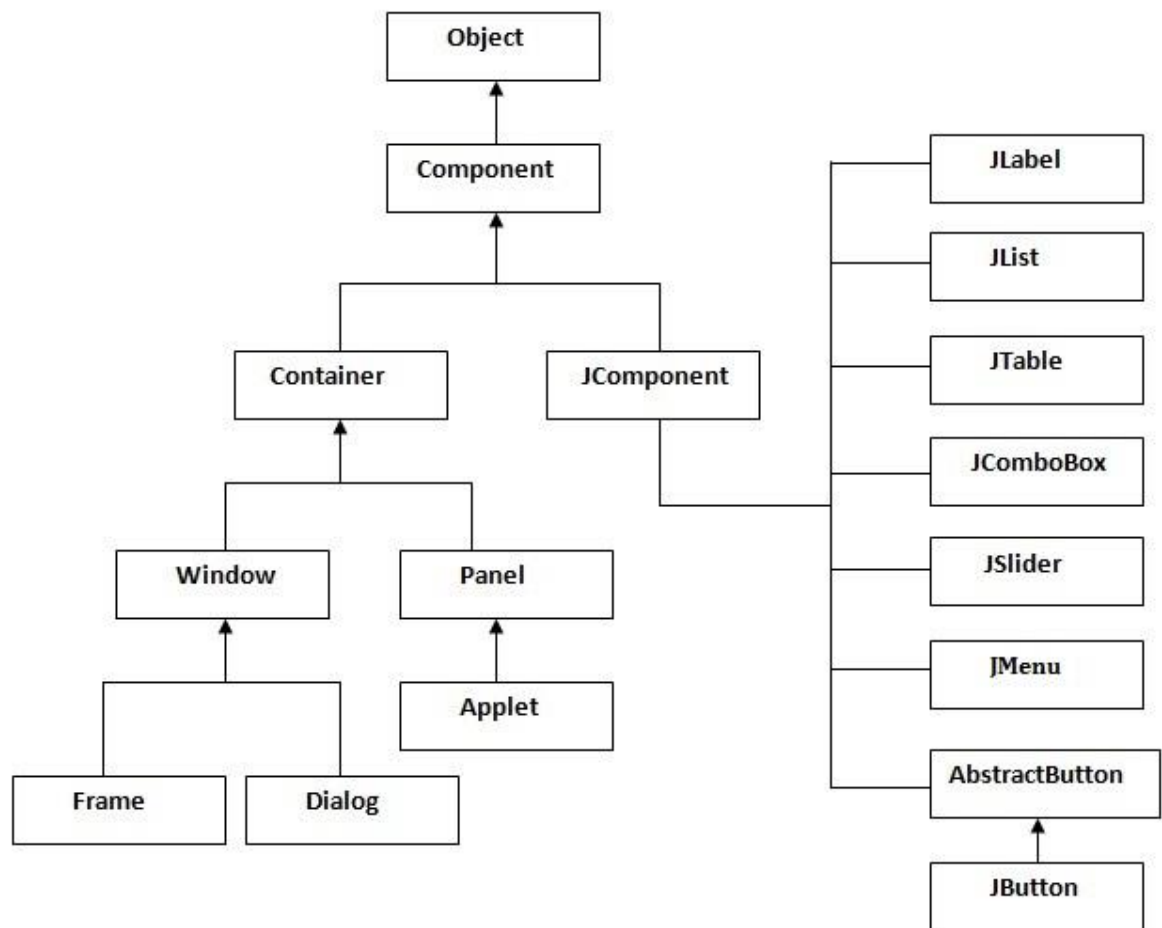 Object
Component
JLabel
JList
Container
JComponent
JTable
JComboBox
Window
Panel
JSlider
JMenu
Applet
Frame
Dialog
AbstractButton
JButton